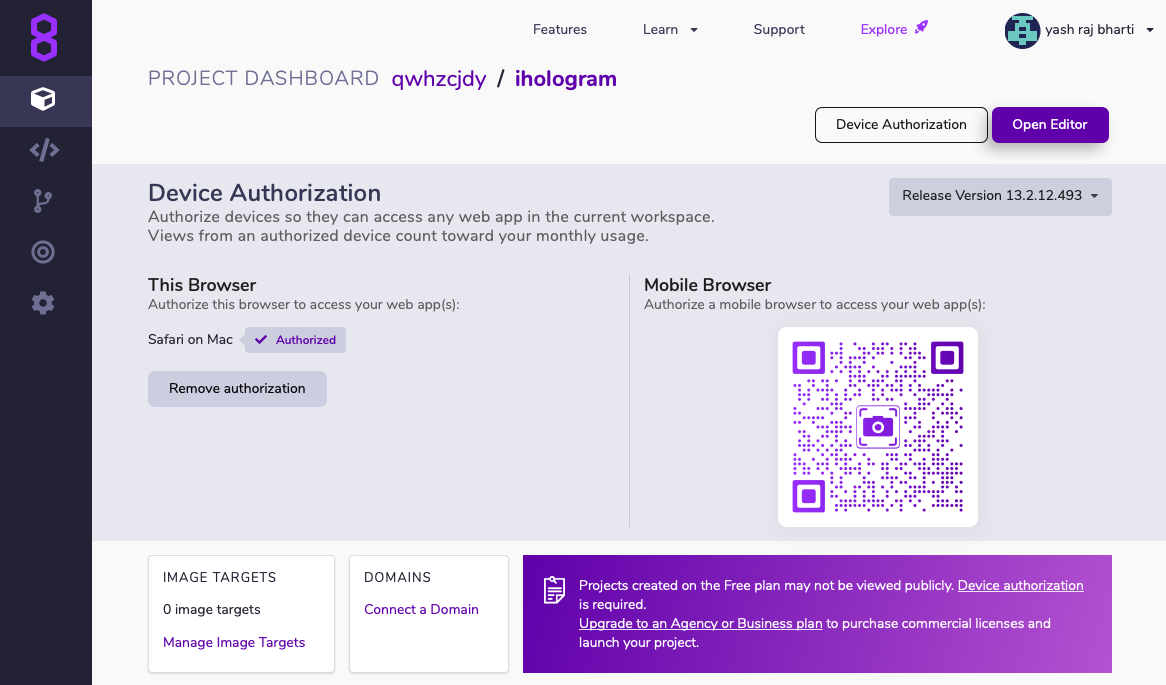 Features
Learn
Support
Explore
yash raj bharti
PROJECT DASHBOARD qwhzcjdy / ihologram
Device Authorization
Open Editor
Device Authorization
Release Version 13.2.12.493
Authorize devices so they can access any web app in the current workspace.
Views from an authorized device count toward your monthly usage.
This Browser
Authorize this browser to access your web app(s):
Safari on Mac
Authorized
Remove authorization
Mobile Browser
Authorize a mobile browser to access your web app(s):
IMAGE TARGETS
0 image targets
Manage Image Targets
DOMAINS
Connect a Domain
Projects created on the Free plan may not be viewed publicly. Device authorization
is required.
Upgrade to an Agency or Business plan to purchase commercial licenses and
launch your project.